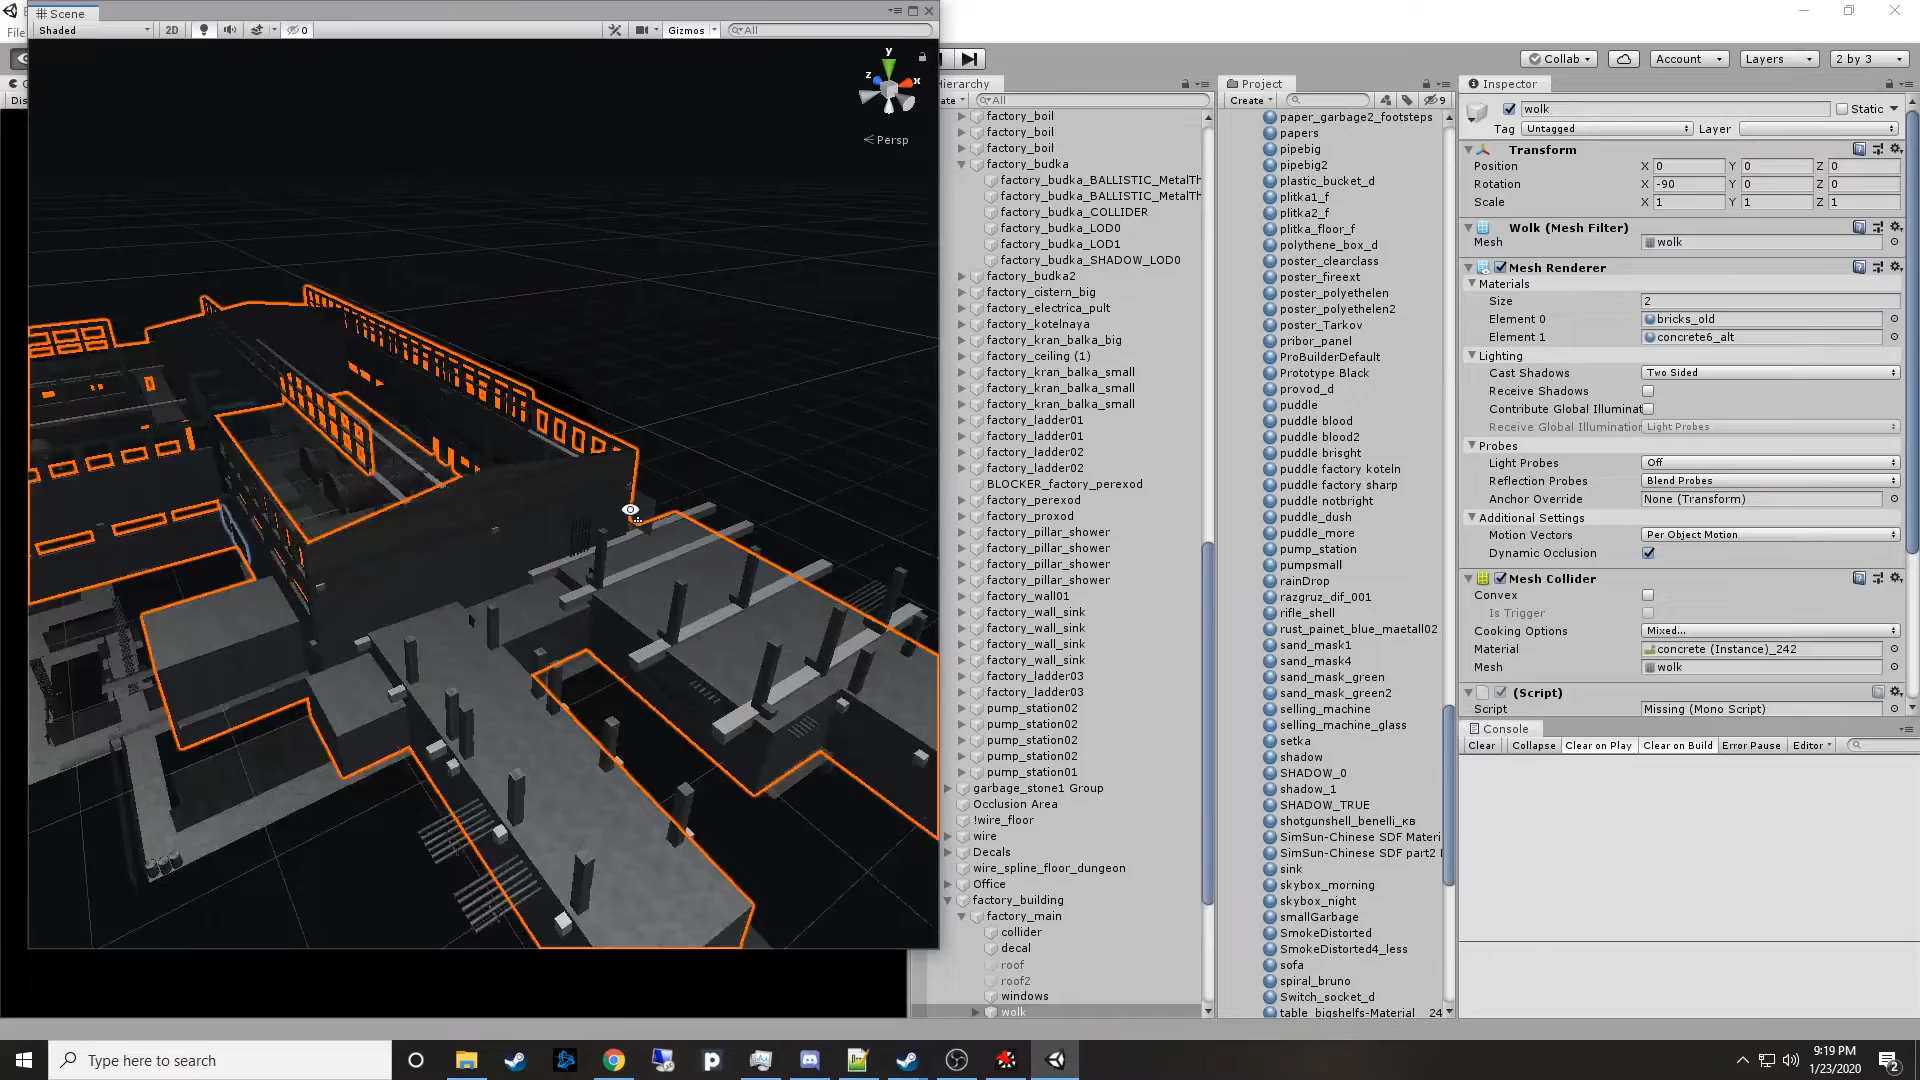 Scene
File
Shaded
2D
0
Gizmos
All
y
z
x
Persp
Dis
Collab
Account
Layers
2 by 3
Hierarchy
All
factory_boil
factory_boil
factory_boil
factory_budka
factory_budka_BALLISTIC_MetalTh
factory_budka_BALLISTIC_MetalTh
factory_budka_COLLIDER
factory_budka_LOD0
factory_budka_LOD1
factory_budka_SHADOW_LOD0
factory_budka2
factory_cistern_big
factory_electrica_pult
factory_kotelnaya
factory_kran_balka_big
factory_ceiling (1)
factory_kran_balka_small
factory_kran_balka_small
factory_kran_balka_small
factory_ladder01
factory_ladder01
factory_ladder02
factory_ladder02
BLOCKER_factory_perexod
factory_perexod
factory_proxod
factory_pillar_shower
factory_pillar_shower
factory_pillar_shower
factory_pillar_shower
factory_wall01
factory_wall_sink
factory_wall_sink
factory_wall_sink
factory_wall_sink
factory_ladder03
factory_ladder03
pump_station02
pump_station02
pump_station02
pump_station02
pump_station01
garbage_stone1 Group
Occlusion Area
!wire_floor
wire
Decals
wire_spline_floor_dungeon
Office
factory_building
factory_main
collider
decal
roof
roof2
windows
wolk
Project
Create
9
paper_garbage2_footsteps
papers
pipebig
pipebig2
plastic_bucket_d
plitka1_f
plitka2_f
plitka_floor_f
polythene_box_d
poster_clearclass
poster_fireext
poster_polyethelen
poster_polyethelen2
poster_Tarkov
pribor_panel
ProBuilderDefault
Prototype Black
provod_d
puddle
puddle blood
puddle blood2
puddle brisght
puddle factory koteln
puddle factory sharp
puddle notbright
puddle_dush
puddle_more
pump_station
pumpsmall
rainDrop
razgruz_dif_001
rifle_shell
rust_painet_blue_maetall02
sand_mask1
sand_mask4
sand_mask_green
sand_mask_green2
selling_machine
selling_machine_glass
setka
shadow
SHADOW_0
shadow_1
SHADOW_TRUE
shotgunshell_benelli_кв
SimSun-Chinese SDF Materi
SimSun-Chinese SDF part2
sink
skybox_morning
skybox_night
smallGarbage
SmokeDistorted
SmokeDistorted4_less
sofa
spiral_bruno
Switch_socket_d
table_bigshelfs-Material 24
Inspector
wolk
Static
Tag Untagged Layer
Transform
Position X 0 Y 0 Z 0
Rotation X -90 Y 0 Z 0
Scale X 1 Y 1 Z 1
Wolk (Mesh Filter)
Mesh wolk
Mesh Renderer
Materials
Size 2
Element 0 bricks_old
Element 1 concrete6_alt
Lighting
Cast Shadows Two Sided
Receive Shadows
Contribute Global Illuminat
Receive Global Illumination Light Probes
Probes
Light Probes Off
Reflection Probes Blend Probes
Anchor Override None (Transform)
Additional Settings
Motion Vectors Per Object Motion
Dynamic Occlusion
Mesh Collider
Convex
Is Trigger
Cooking Options Mixed...
Material concrete (Instance)_242
Mesh wolk
(Script)
Script Missing (Mono Script)
Console
Clear Collapse Clear on Play Clear on Build Error Pause Editor
Type here to search
9:19 PM
1/23/2020
2